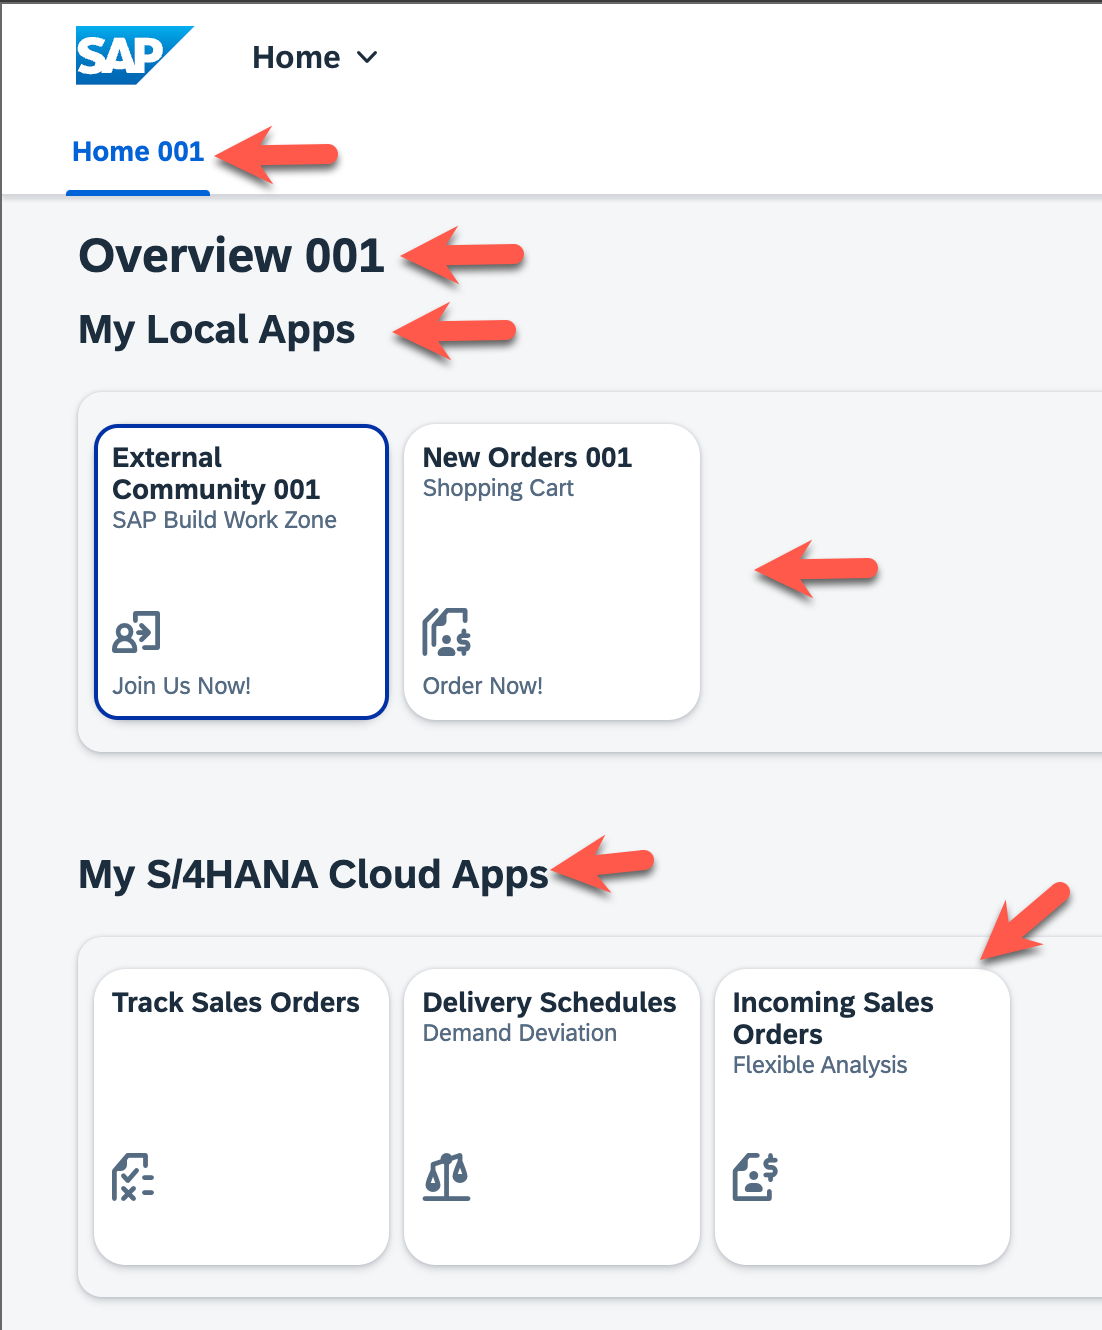 SAP
Home
Home 001
Overview 001
My Local Apps
External
Community 001
SAP Build Work Zone
Join Us Now!
New Orders 001
Shopping Cart
Order Now!
My S/4HANA Cloud Apps
Track Sales Orders
Delivery Schedules
Demand Deviation
Incoming Sales
Orders
Flexible Analysis